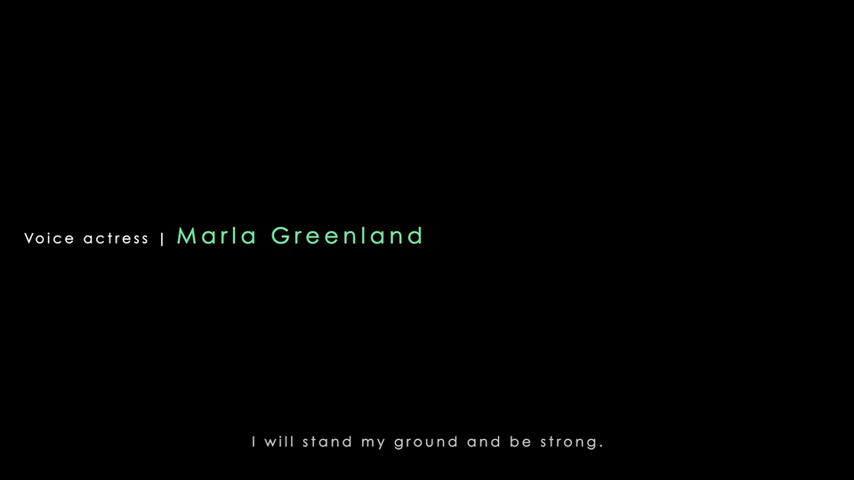 Voice actress | Marla Greenland
I will stand my ground and be strong.